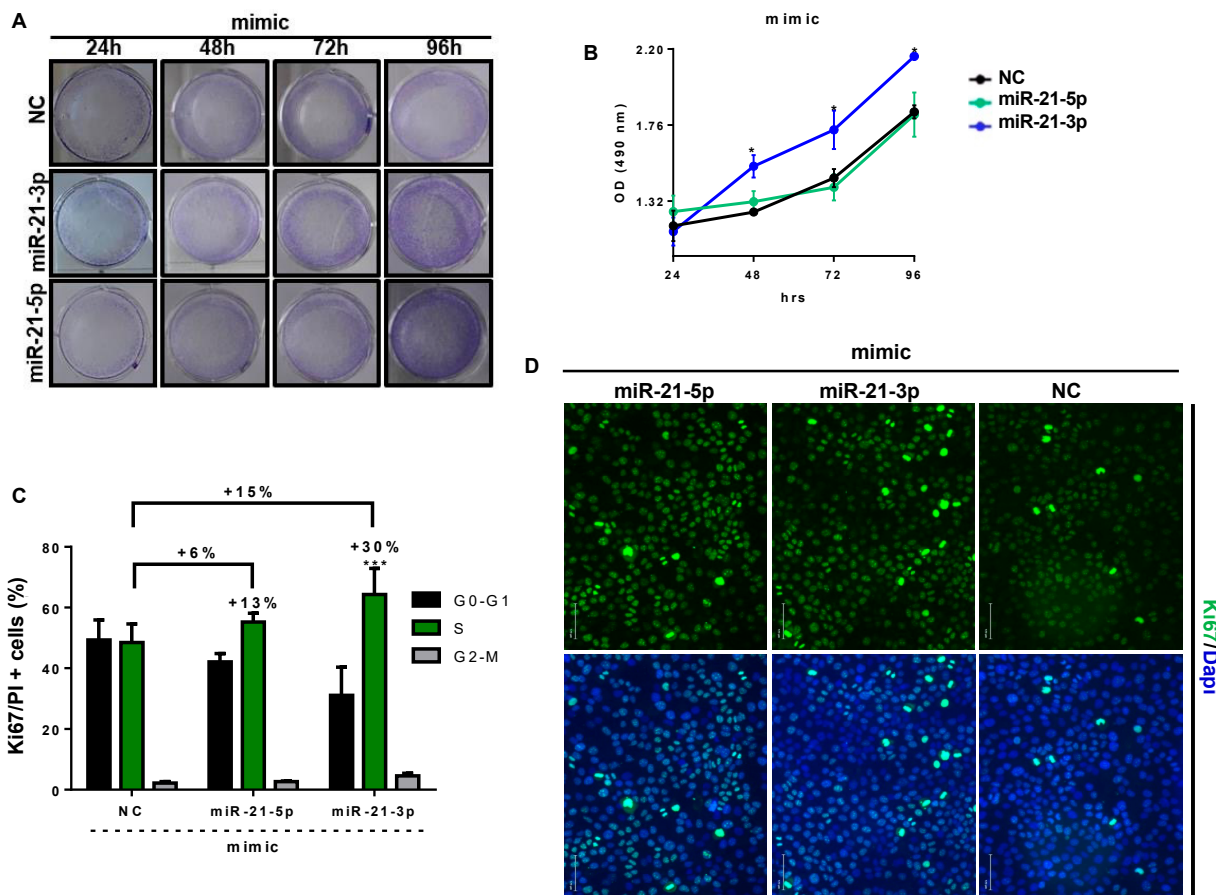 A
mimic
24h 48h 72h 96h
NC
miR-21-3p
miR-21-5p
B
mimic
OD (490 nm)
2.20
1.76
1.32
* * *
24 48 72 96
hrs
NC
miR-21-5p
miR-21-3p
C
+15%
+6%
+13%
+30%
***
Ki67/PI + cells (%)
80
60
40
20
0
G0-G1
S
G2-M
NC miR-21-5p miR-21-3p
mimic
D
mimic
miR-21-5p miR-21-3p NC
Ki67/Dapi